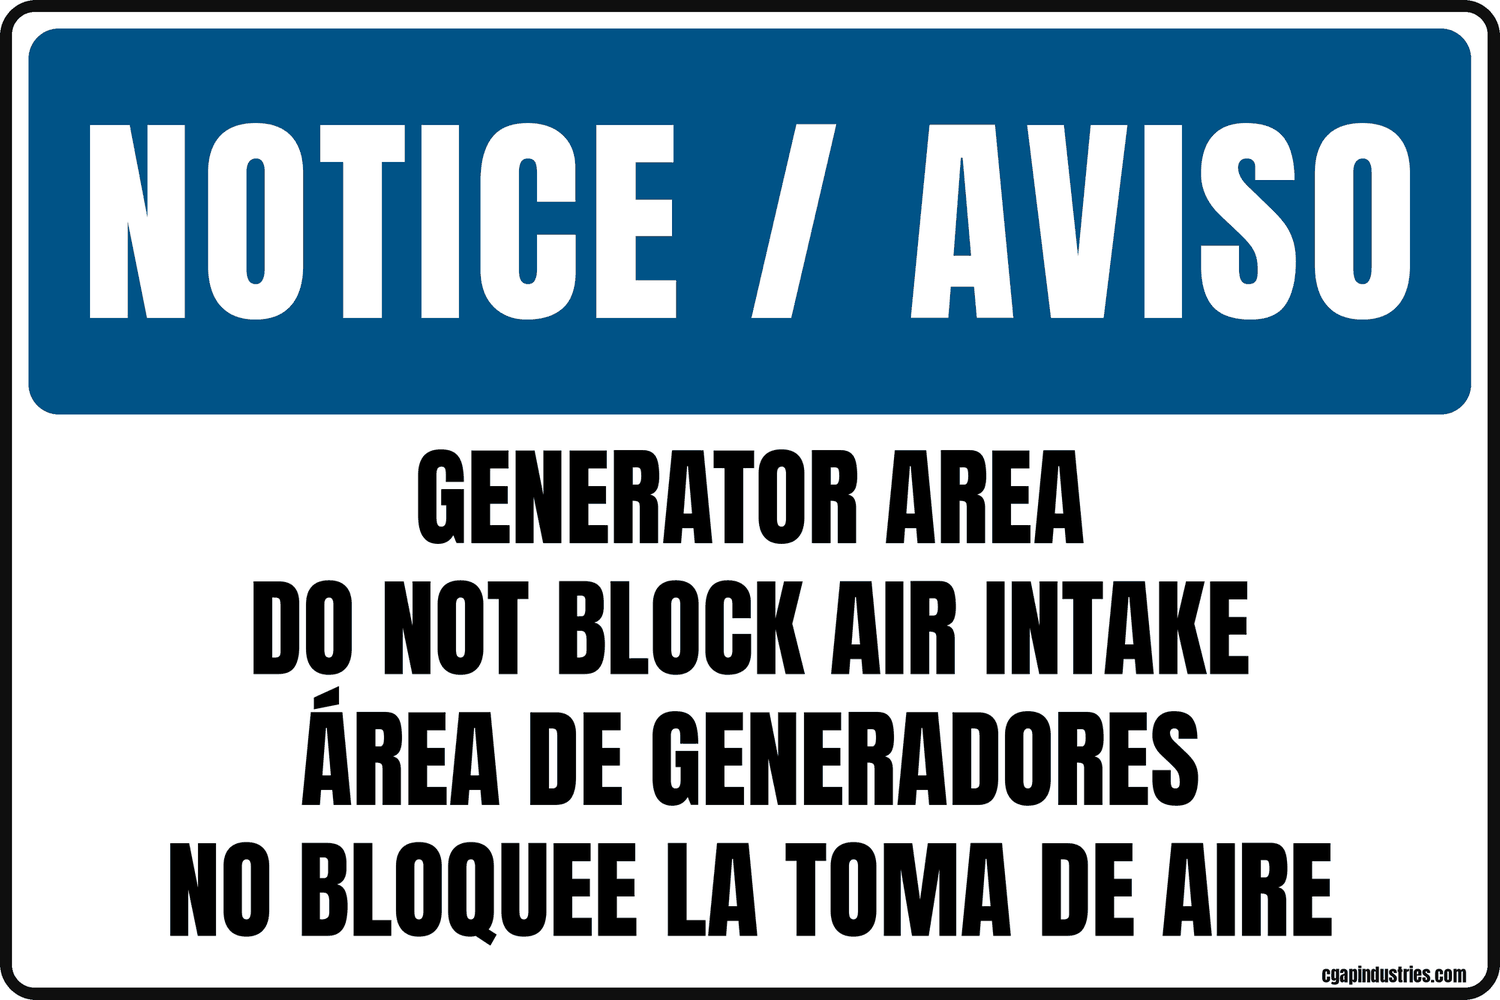 NOTICE / AVISO
GENERATOR AREA
DO NOT BLOCK AIR INTAKE
ÁREA DE GENERADORES
NO BLOQUEE LA TOMA DE AIRE
cgapindustries.com